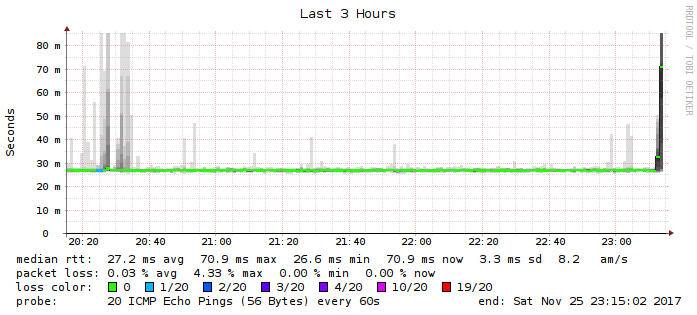 Last 3 Hours
RRDTOOL / TOBI OETIKER
Seconds
80 m
70 m
60 m
50 m
40 m
30 m
20 m
10 m
0
20:20 20:40 21:00 21:20 21:40 22:00 22:20 22:40 23:00
median rtt: 27.2 ms avg 70.9 ms max 26.6 ms min 70.9 ms now 3.3 ms sd 8.2 am/s
packet loss: 0.03 % avg 4.33 % max 0.00 % min 0.00 % now
loss color: 0 1/20 2/20 3/20 4/20 10/20 19/20
probe: 20 ICMP Echo Pings (56 Bytes) every 60s end: Sat Nov 25 23:15:02 2017